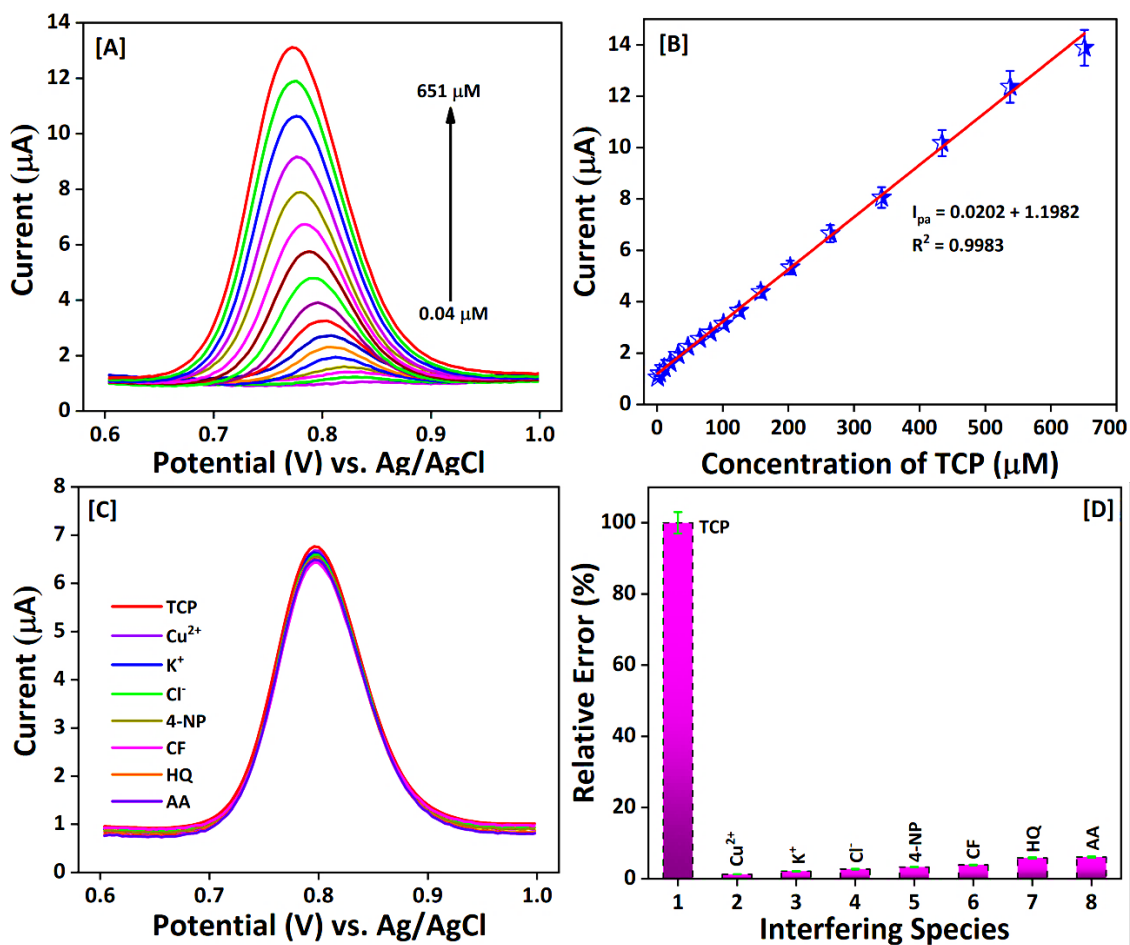 [A]
14
12
10
8
6
4
2
0
Current (μA)
651 μM
0.04 μM
0.6 0.7 0.8 0.9 1.0
Potential (V) vs. Ag/AgCl
[B]
14
12
10
8
6
4
2
0
Current (μA)
I_pa = 0.0202 + 1.1982
R² = 0.9983
0 100 200 300 400 500 600 700
Concentration of TCP (μM)
[C]
8
7
6
5
4
3
2
1
0
Current (μA)
TCP
Cu²⁺
K⁺
Cl⁻
4-NP
CF
HQ
AA
0.6 0.7 0.8 0.9 1.0
Potential (V) vs. Ag/AgCl
[D]
100
80
60
40
20
0
Relative Error (%)
TCP
Cu²⁺
K⁺
Cl⁻
4-NP
CF
HQ
AA
1 2 3 4 5 6 7 8
Interfering Species